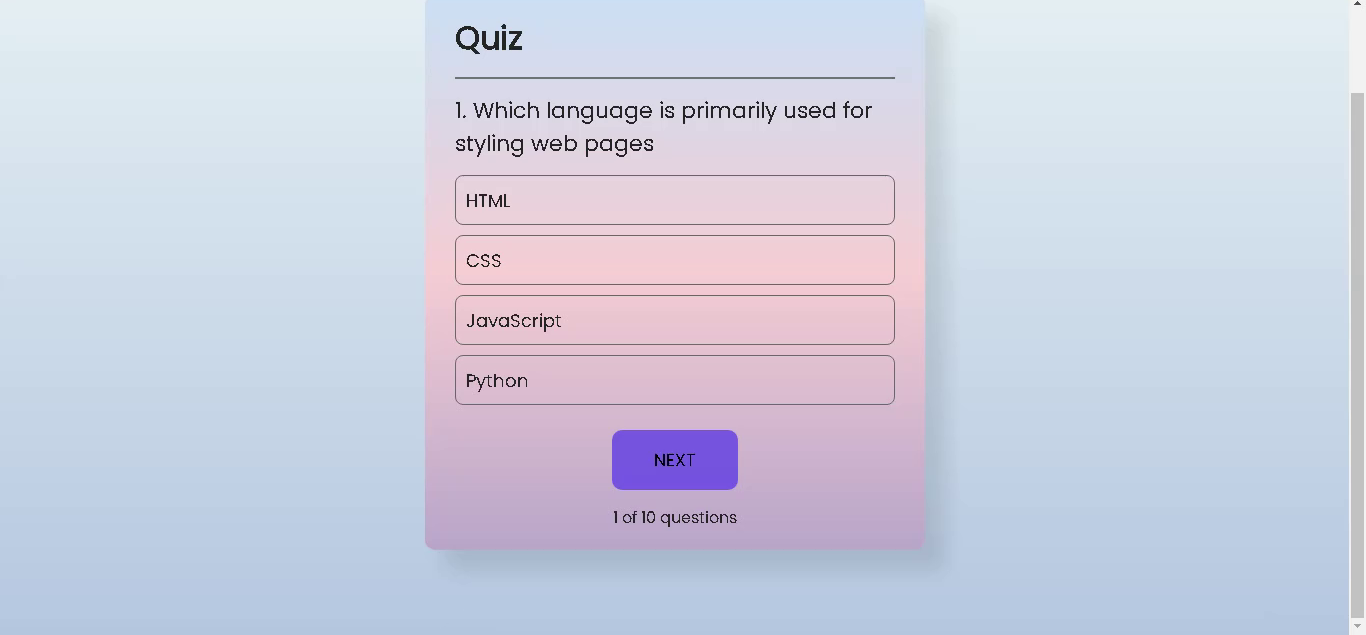 Quiz
1. Which language is primarily used for
styling web pages
HTML
CSS
JavaScript
Python
NEXT
1 of 10 questions